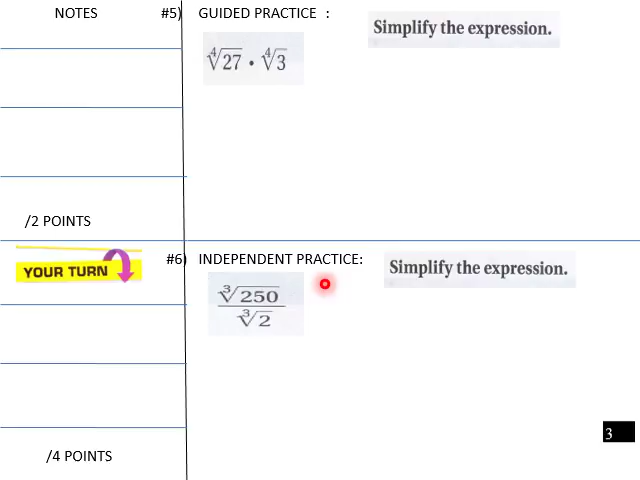 NOTES
#5) GUIDED PRACTICE :
Simplify the expression.
∜27 · ∜3
/2 POINTS
#6) INDEPENDENT PRACTICE:
YOUR TURN
Simplify the expression.
∛250
∛2
3
/4 POINTS